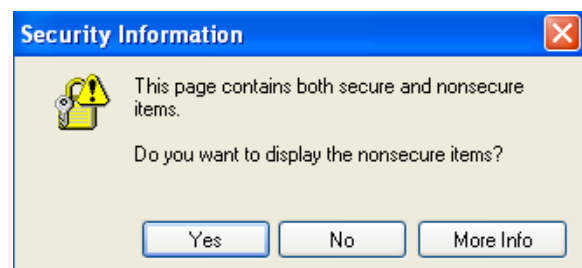 Security Information
This page contains both secure and nonsecure
items.
Do you want to display the nonsecure items?
Yes
No
More Info